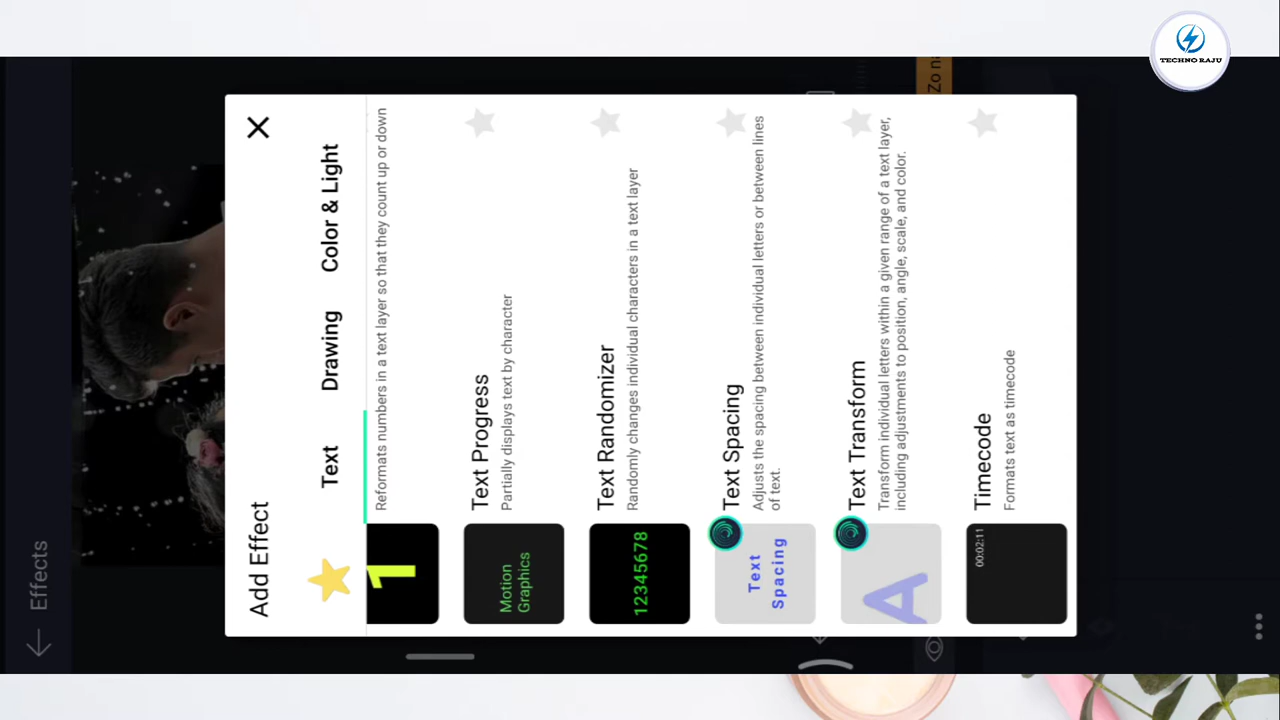 TECHNO RAJU
Effects
Zo na
Add Effect
Text
Drawing
Color & Light
1
Reformats numbers in a text layer so that they count up or down
Motion
Graphics
Text Progress
Partially displays text by character
12345678
Text Randomizer
Randomly changes individual characters in a text layer
Text
Spacing
Text Spacing
Adjusts the spacing between individual letters or between lines
of text.
A
Text Transform
Transform individual letters within a given range of a text layer,
including adjustments to position, angle, scale, and color.
00:02:11
Timecode
Formats text as timecode